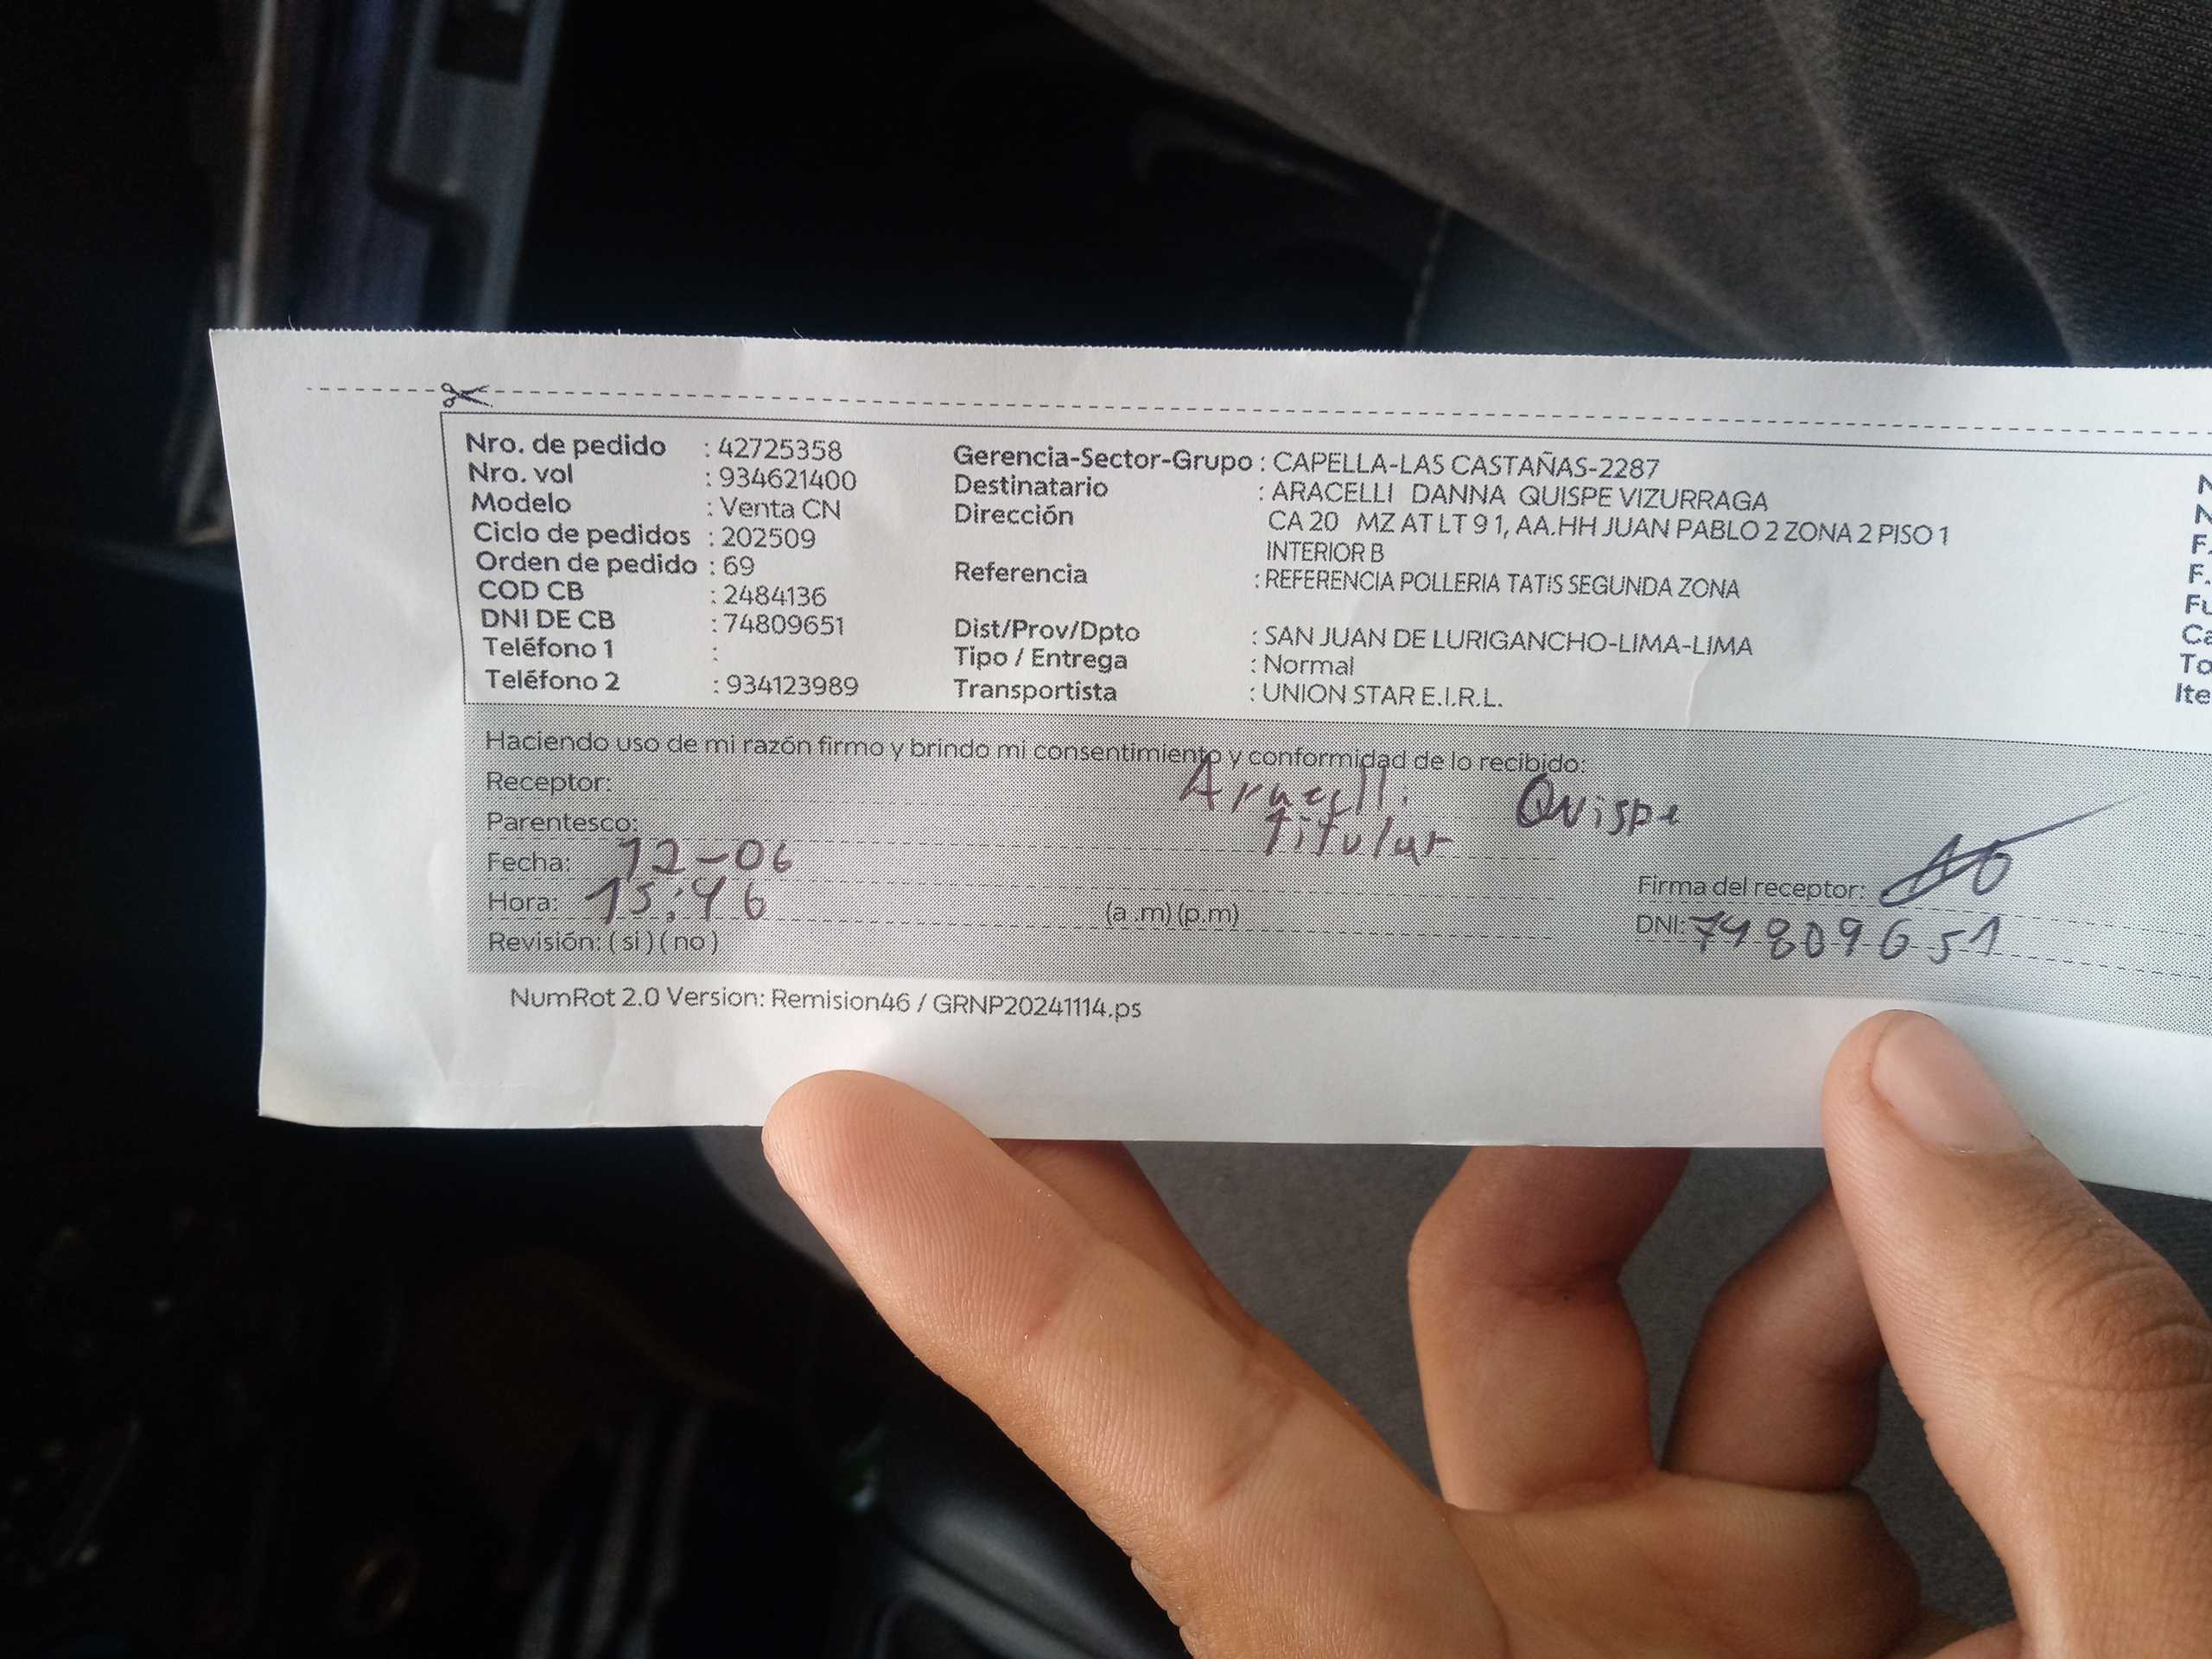 Nro. de pedido : 42725358
Nro. vol : 934621400
Modelo : Venta CN
Ciclo de pedidos : 202509
Orden de pedido : 69
COD CB : 2484136
DNI DE CB : 74809651
Teléfono 1 :
Teléfono 2 : 934123989
Gerencia-Sector-Grupo : CAPELLA-LAS CASTAÑAS-2287
Destinatario : ARACELLI DANNA QUISPE VIZURRAGA
Dirección CA 20 MZ AT LT 9 1, AA.HH JUAN PABLO 2 ZONA 2 PISO 1
INTERIOR B
Referencia : REFERENCIA POLLERIA TATIS SEGUNDA ZONA
Dist/Prov/Dpto : SAN JUAN DE LURIGANCHO-LIMA-LIMA
Tipo / Entrega : Normal
Transportista : UNION STAR E.I.R.L.
N
N
F.
F.
Fu
Ca
To
Ite
Haciendo uso de mi razón firmo y brindo mi consentimiento y conformidad de lo recibido:
Receptor: Aracelli Quispe
Parentesco: titular
Fecha: 12-06
Hora: 15:46 (a .m) (p.m)
Revisión: ( si ) ( no )
Firma del receptor:
DNI: 74809651
NumRot 2.0 Version: Remision46 / GRNP20241114.ps